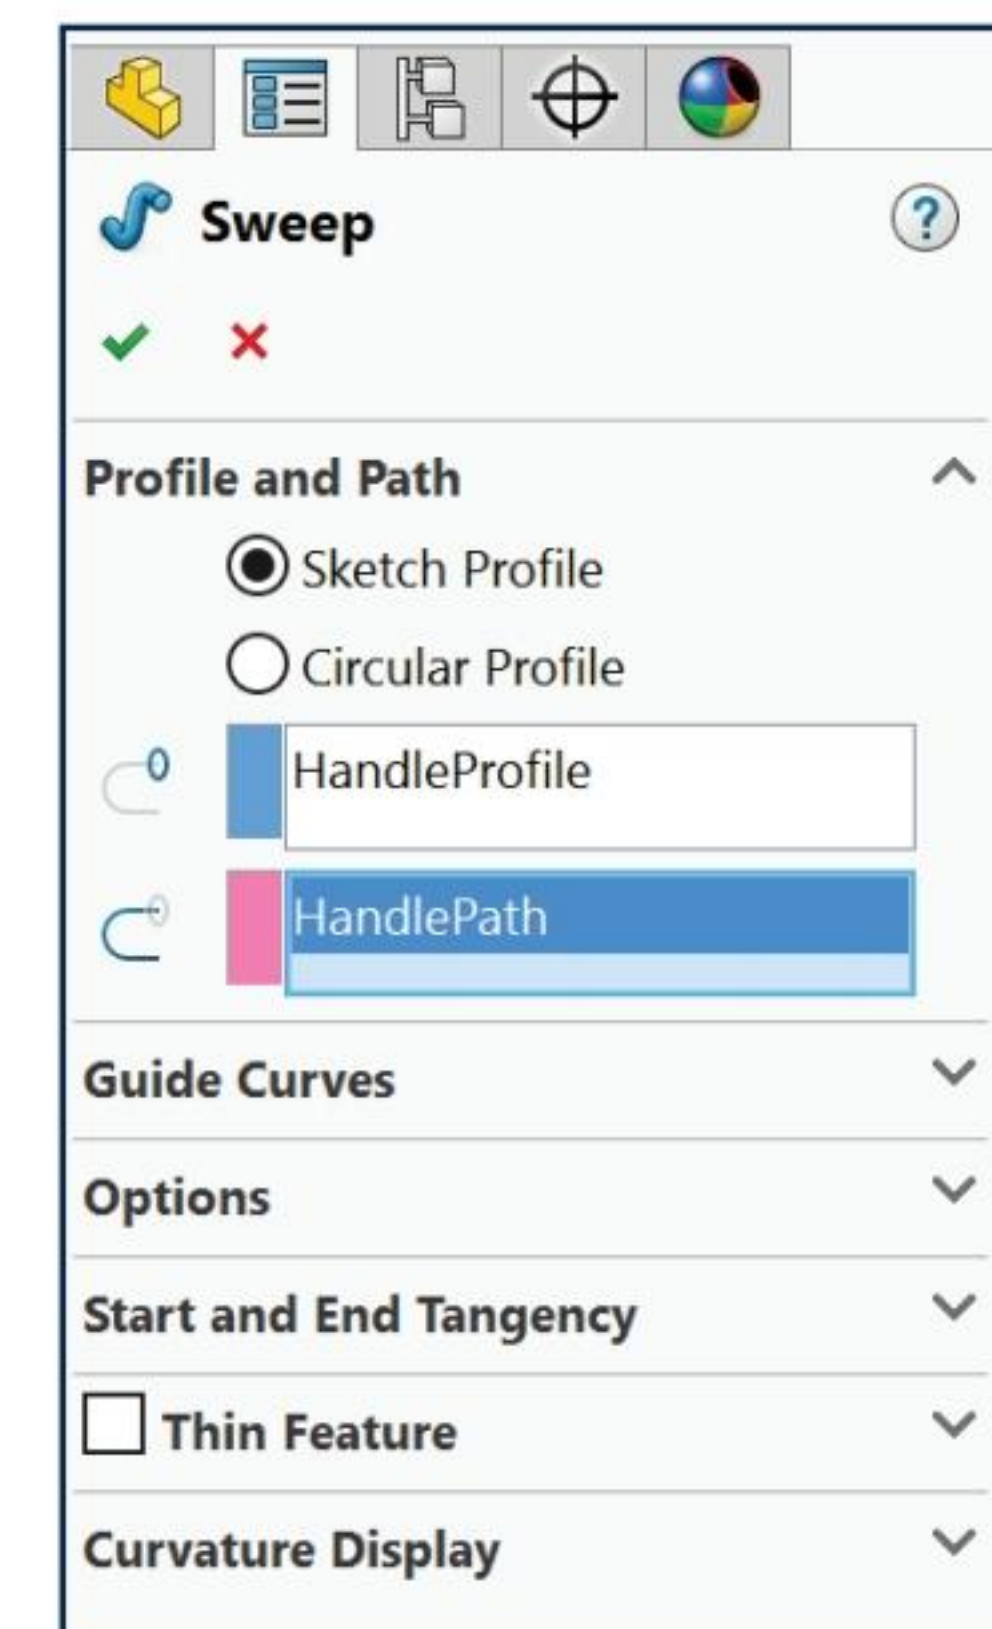 Sweep
?
Profile and Path
Sketch Profile
Circular Profile
HandleProfile
HandlePath
Guide Curves
Options
Start and End Tangency
Thin Feature
Curvature Display